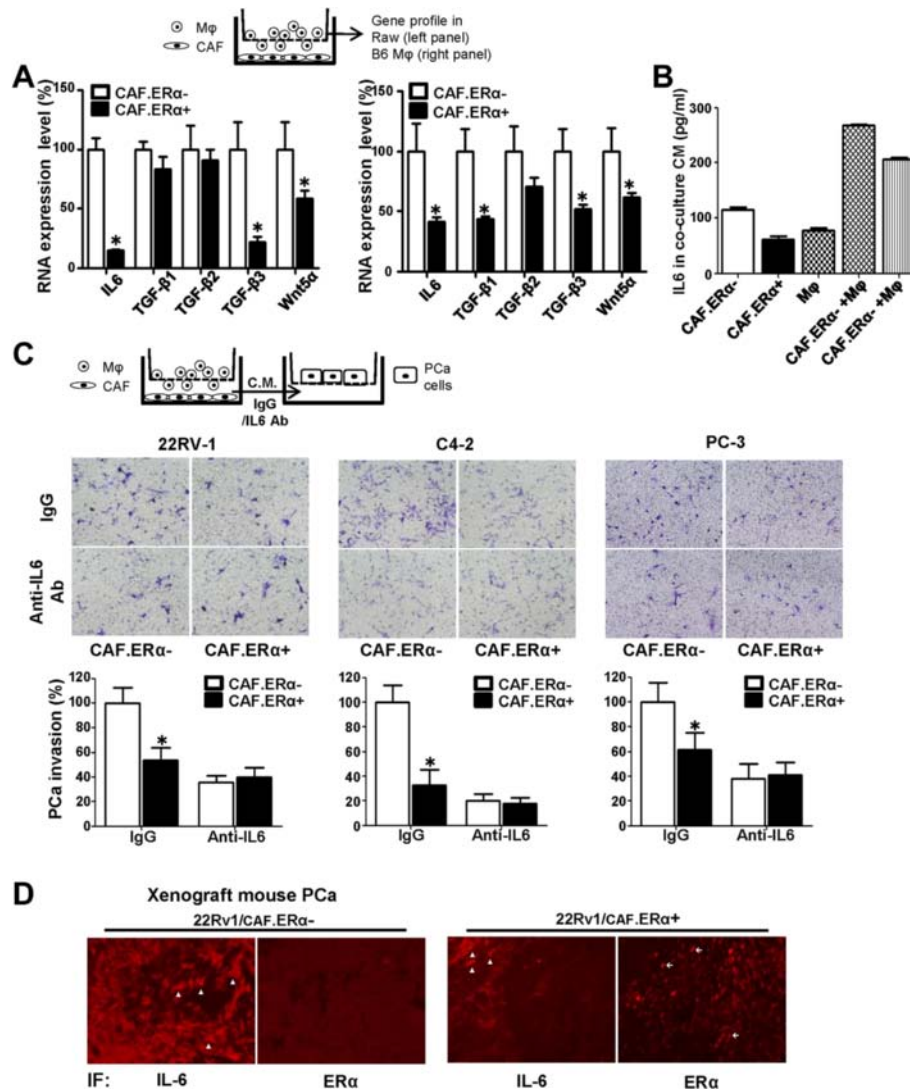 Mφ
CAF
Gene profile in
Raw (left panel)
B6 Mφ (right panel)
A
RNA expression level (%)
150
100
50
0
CAF.ERα-
CAF.ERα+
*
*
*
IL6
TGF-β1
TGF-β2
TGF-β3
Wnt5α
RNA expression level (%)
150
100
50
0
CAF.ERα-
CAF.ERα+
*
*
*
*
IL6
TGF-β1
TGF-β2
TGF-β3
Wnt5α
B
IL6 in co-culture CM (pg/ml)
300
200
100
0
CAF.ERα-
CAF.ERα+
Mφ
CAF.ERα- +Mφ
CAF.ERα- +Mφ
C
Mφ
CAF
C.M.
IgG
/IL6 Ab
PCa
cells
22RV-1
C4-2
PC-3
IgG
Anti-IL6
Ab
CAF.ERα-
CAF.ERα+
CAF.ERα-
CAF.ERα+
CAF.ERα-
CAF.ERα+
PCa invasion (%)
120
100
80
60
40
20
0
CAF.ERα-
CAF.ERα+
*
IgG
Anti-IL6
120
100
80
60
40
20
0
CAF.ERα-
CAF.ERα+
*
IgG
Anti-IL6
120
100
80
60
40
20
0
CAF.ERα-
CAF.ERα+
*
IgG
Anti-IL6
D
Xenograft mouse PCa
22Rv1/CAF.ERα-
22Rv1/CAF.ERα+
IF:
IL-6
ERα
IL-6
ERα